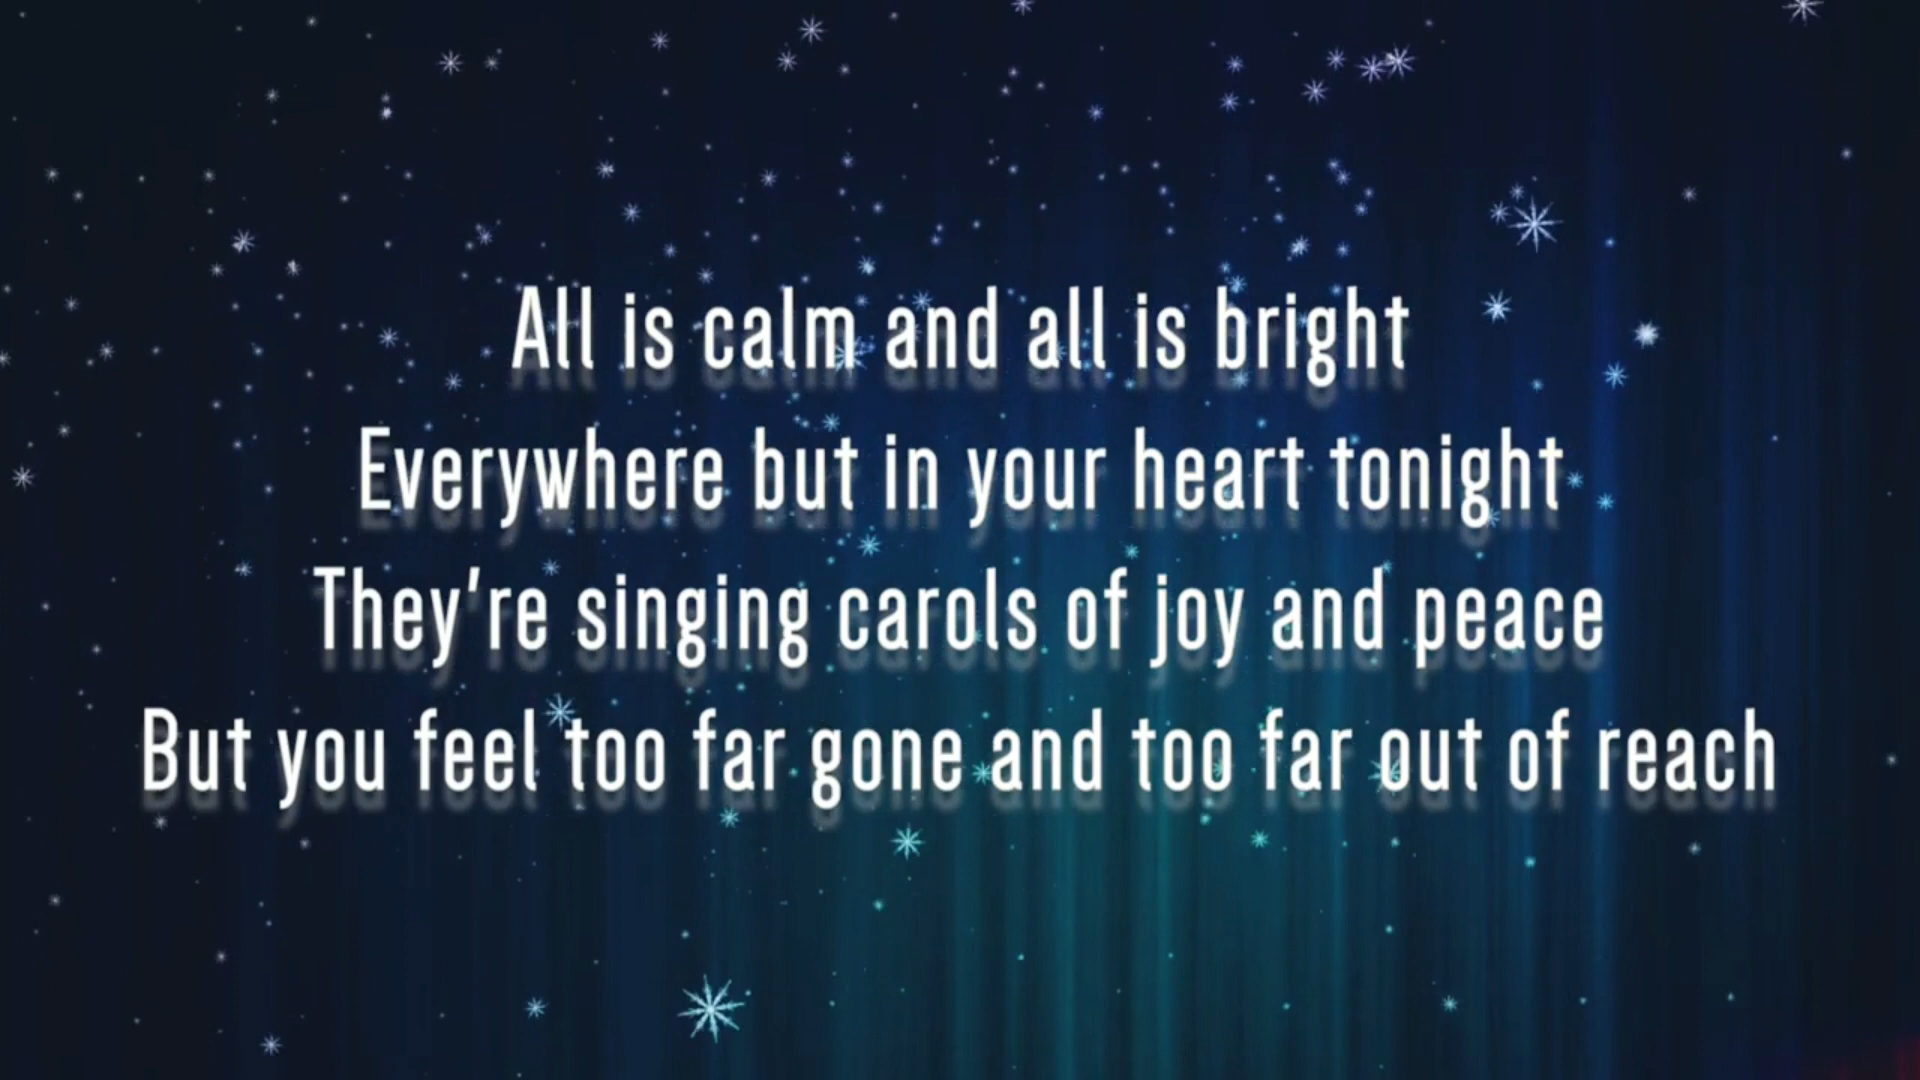 All is calm and all is bright
Everywhere but in your heart tonight
They're singing carols of joy and peace
But you feel too far gone and too far out of reach